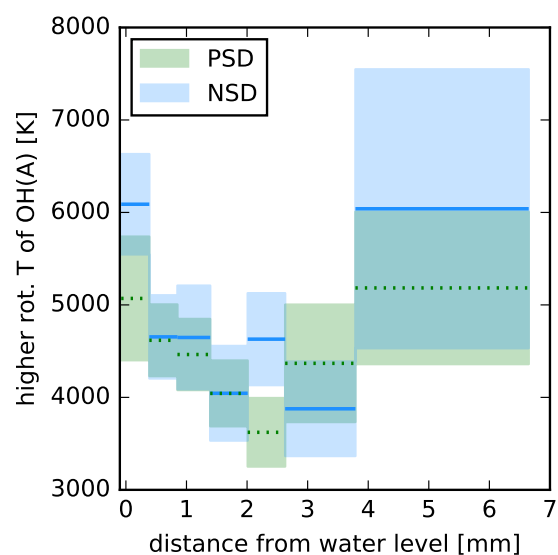 8000
7000
6000
5000
4000
3000
higher rot. T of OH(A) [K]
PSD
NSD
0 1 2 3 4 5 6 7
distance from water level [mm]